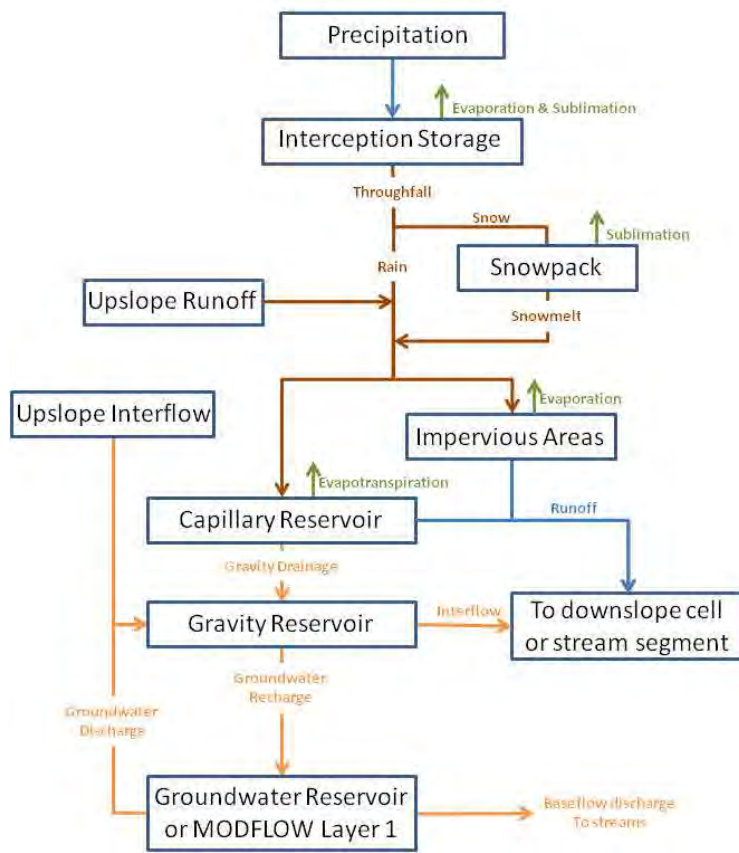 Precipitation
Evaporation & Sublimation
Interception Storage
Throughfall
Snow
Sublimation
Rain
Snowpack
Upslope Runoff
Snowmelt
Upslope Interflow
Evaporation
Impervious Areas
Evapotranspiration
Capillary Reservoir
Runoff
Gravity Drainage
Gravity Reservoir
Interflow
To downslope cell
or stream segment
Groundwater
Recharge
Groundwater
Discharge
Groundwater Reservoir
or MODFLOW Layer 1
Baseflow discharge
To streams